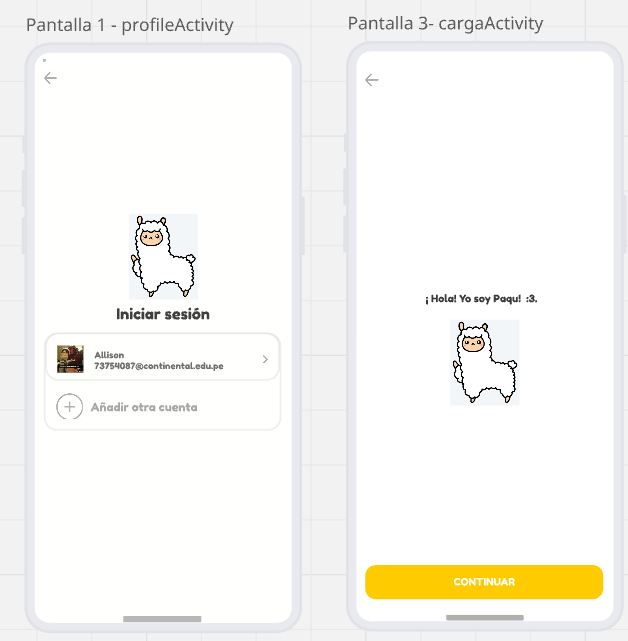 Pantalla 1 - profileActivity
Iniciar sesión
Allison
73754087@continental.edu.pe
Añadir otra cuenta
Pantalla 3- cargaActivity
¡ Hola! Yo soy Paqu! :3.
CONTINUAR